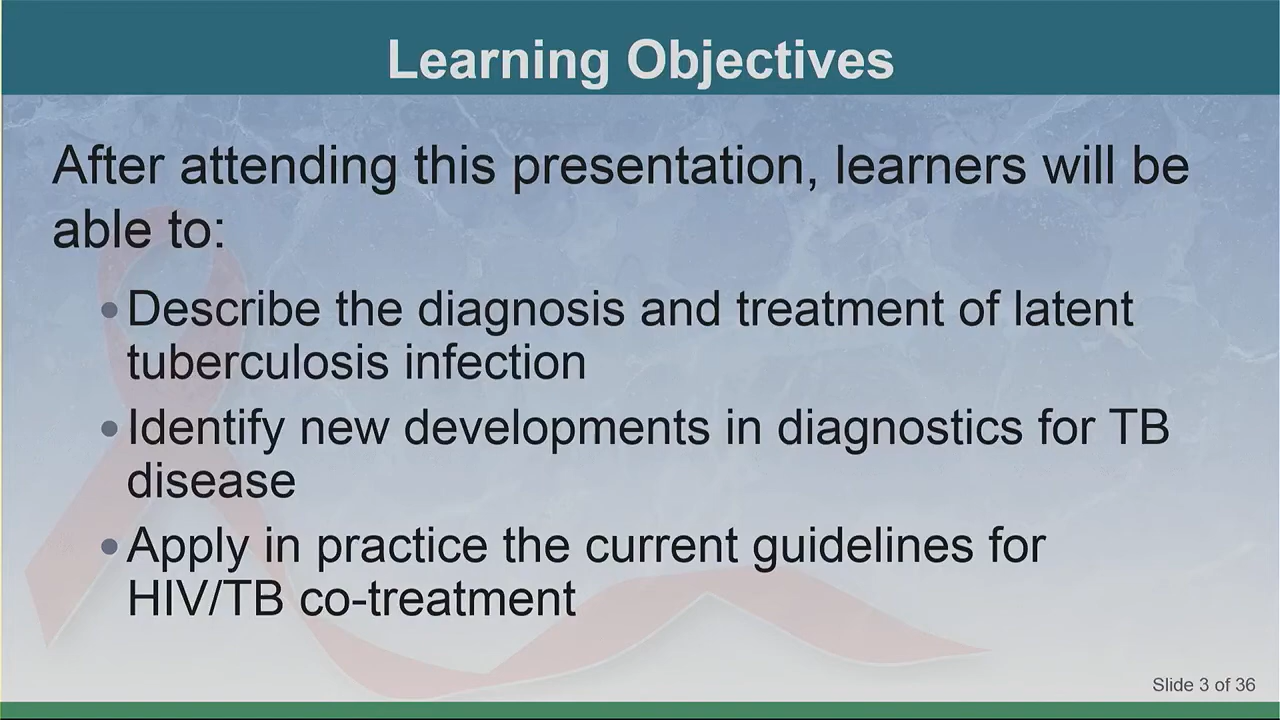 Learning Objectives
After attending this presentation, learners will be
able to:
•Describe the diagnosis and treatment of latent
tuberculosis infection
•Identify new developments in diagnostics for TB
disease
•Apply in practice the current guidelines for
HIV/TB co-treatment
Slide 3 of 36